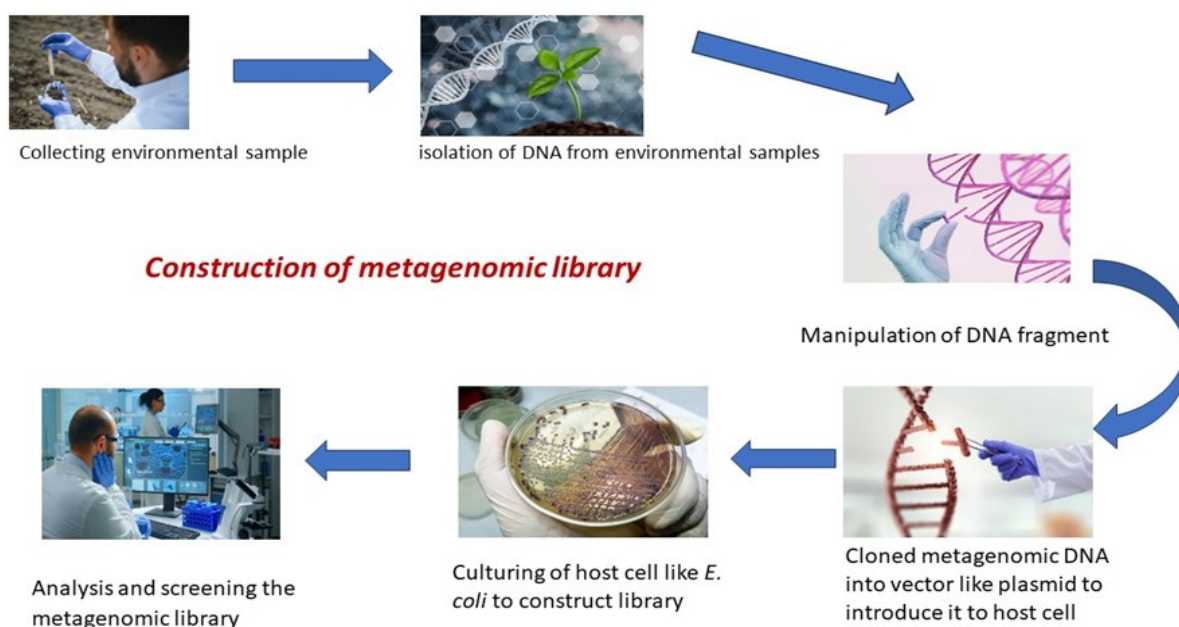 Collecting environmental sample
isolation of DNA from environmental samples
Construction of metagenomic library
Manipulation of DNA fragment
Cloned metagenomic DNA
into vector like plasmid to
introduce it to host cell
Culturing of host cell like E.
coli to construct library
Analysis and screening the
metagenomic library